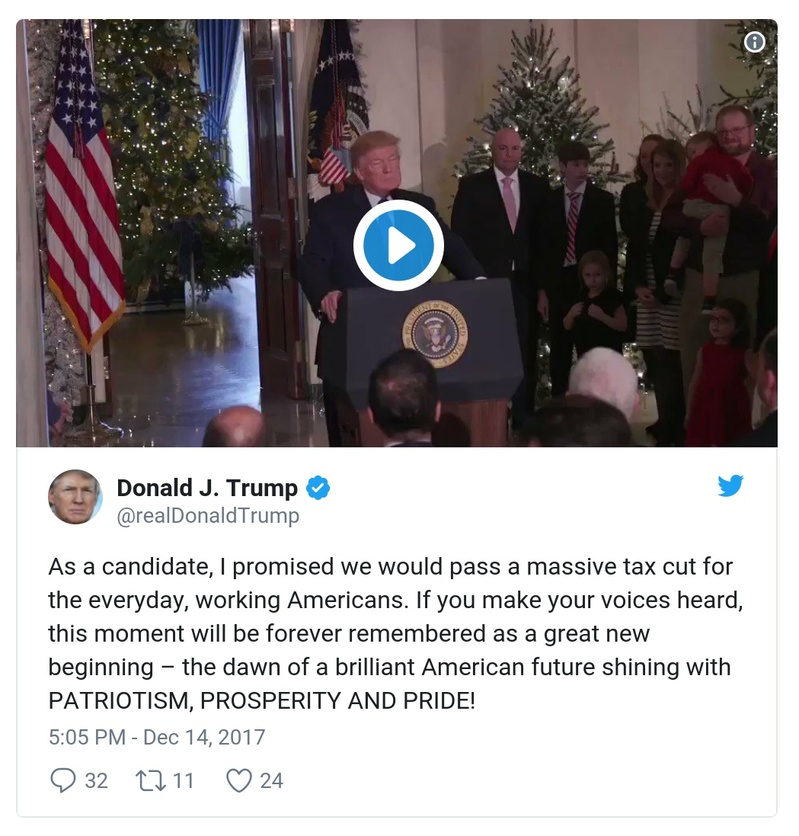 Donald J. Trump
@realDonaldTrump
As a candidate, I promised we would pass a massive tax cut for
the everyday, working Americans. If you make your voices heard,
this moment will be forever remembered as a great new
beginning – the dawn of a brilliant American future shining with
PATRIOTISM, PROSPERITY AND PRIDE!
5:05 PM - Dec 14, 2017
32 11 24